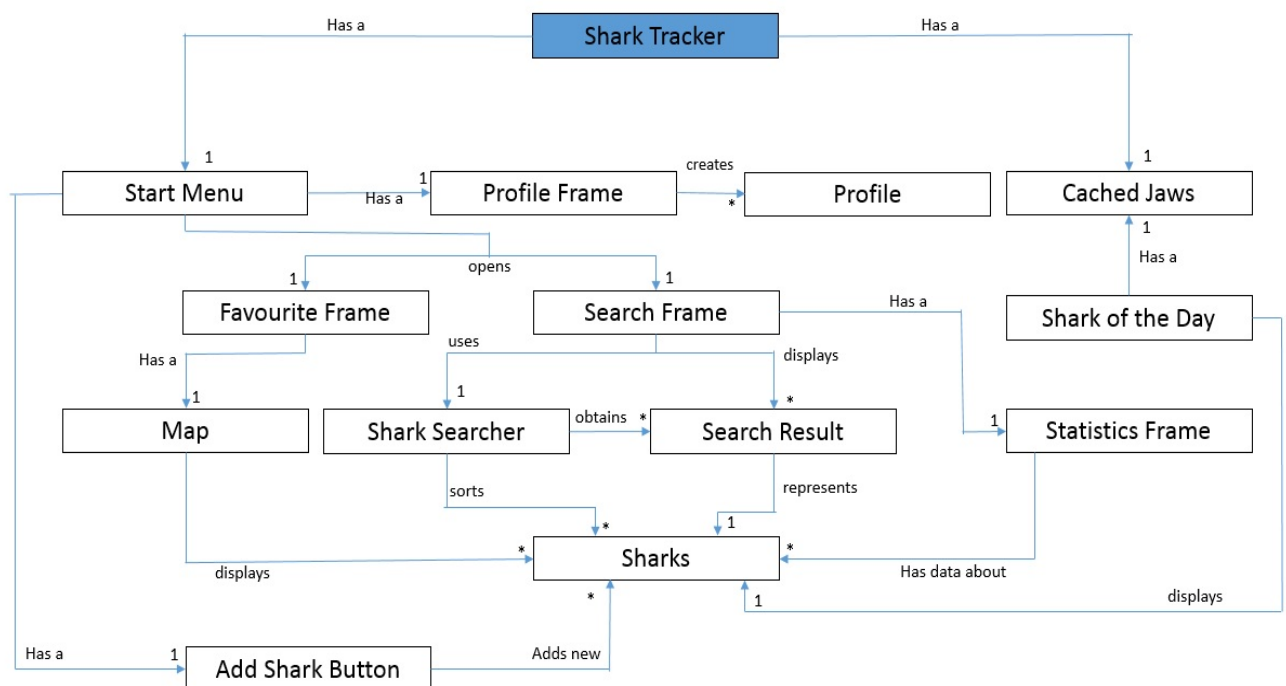 Has a
Shark Tracker
Has a
1
1
Start Menu
Has a
1
Profile Frame
creates
*
Profile
Cached Jaws
1
Has a
opens
1
1
Favourite Frame
Search Frame
Has a
Shark of the Day
Has a
uses
displays
1
1
*
Map
Shark Searcher
obtains
*
Search Result
1
Statistics Frame
sorts
represents
*
1
displays
*
Sharks
*
Has data about
*
1
displays
Has a
1
Add Shark Button
Adds new